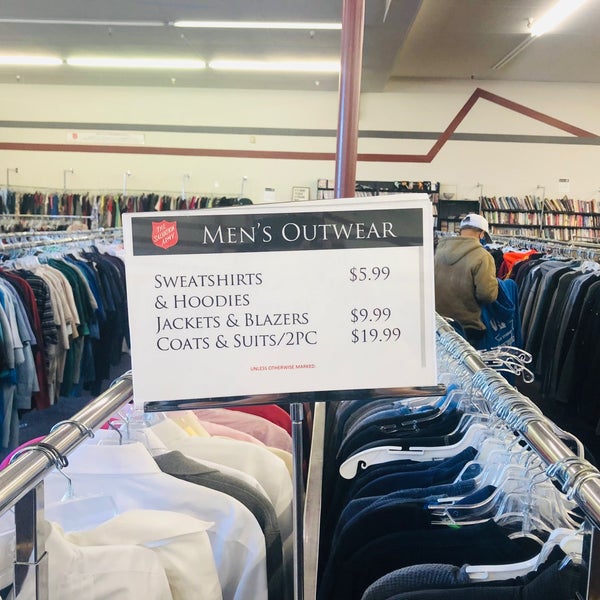 THE
SALVATION
ARMY
MEN'S OUTWEAR
SWEATSHIRTS $5.99
& HOODIES
JACKETS & BLAZERS $9.99
COATS & SUITS/2PC $19.99
UNLESS OTHERWISE MARKED.